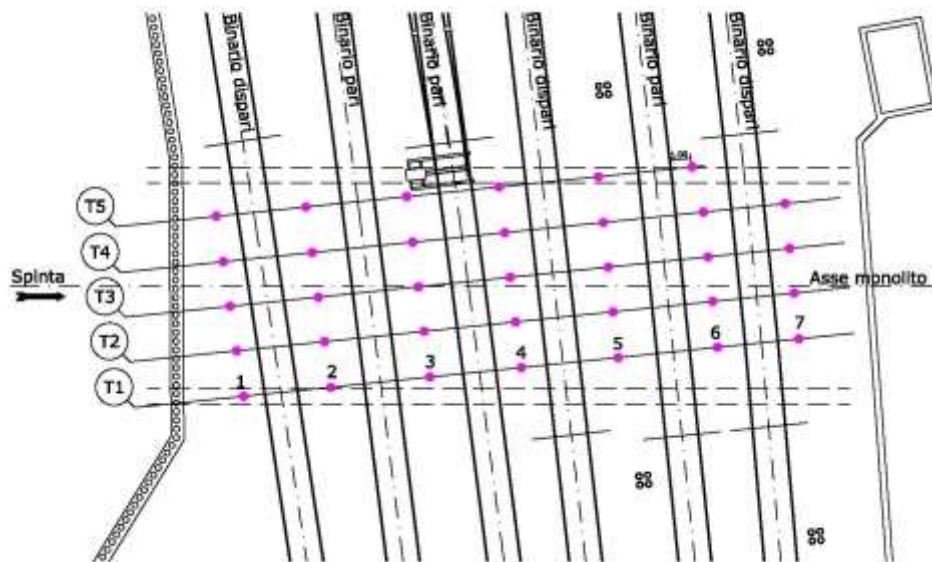 Binario dispari
Binario pari
Binario pari
Binario dispari
Binario pari
Binario dispari
T5
T4
Spinta
T3
Asse monolito
T2
T1
1
2
3
4
5
6
7